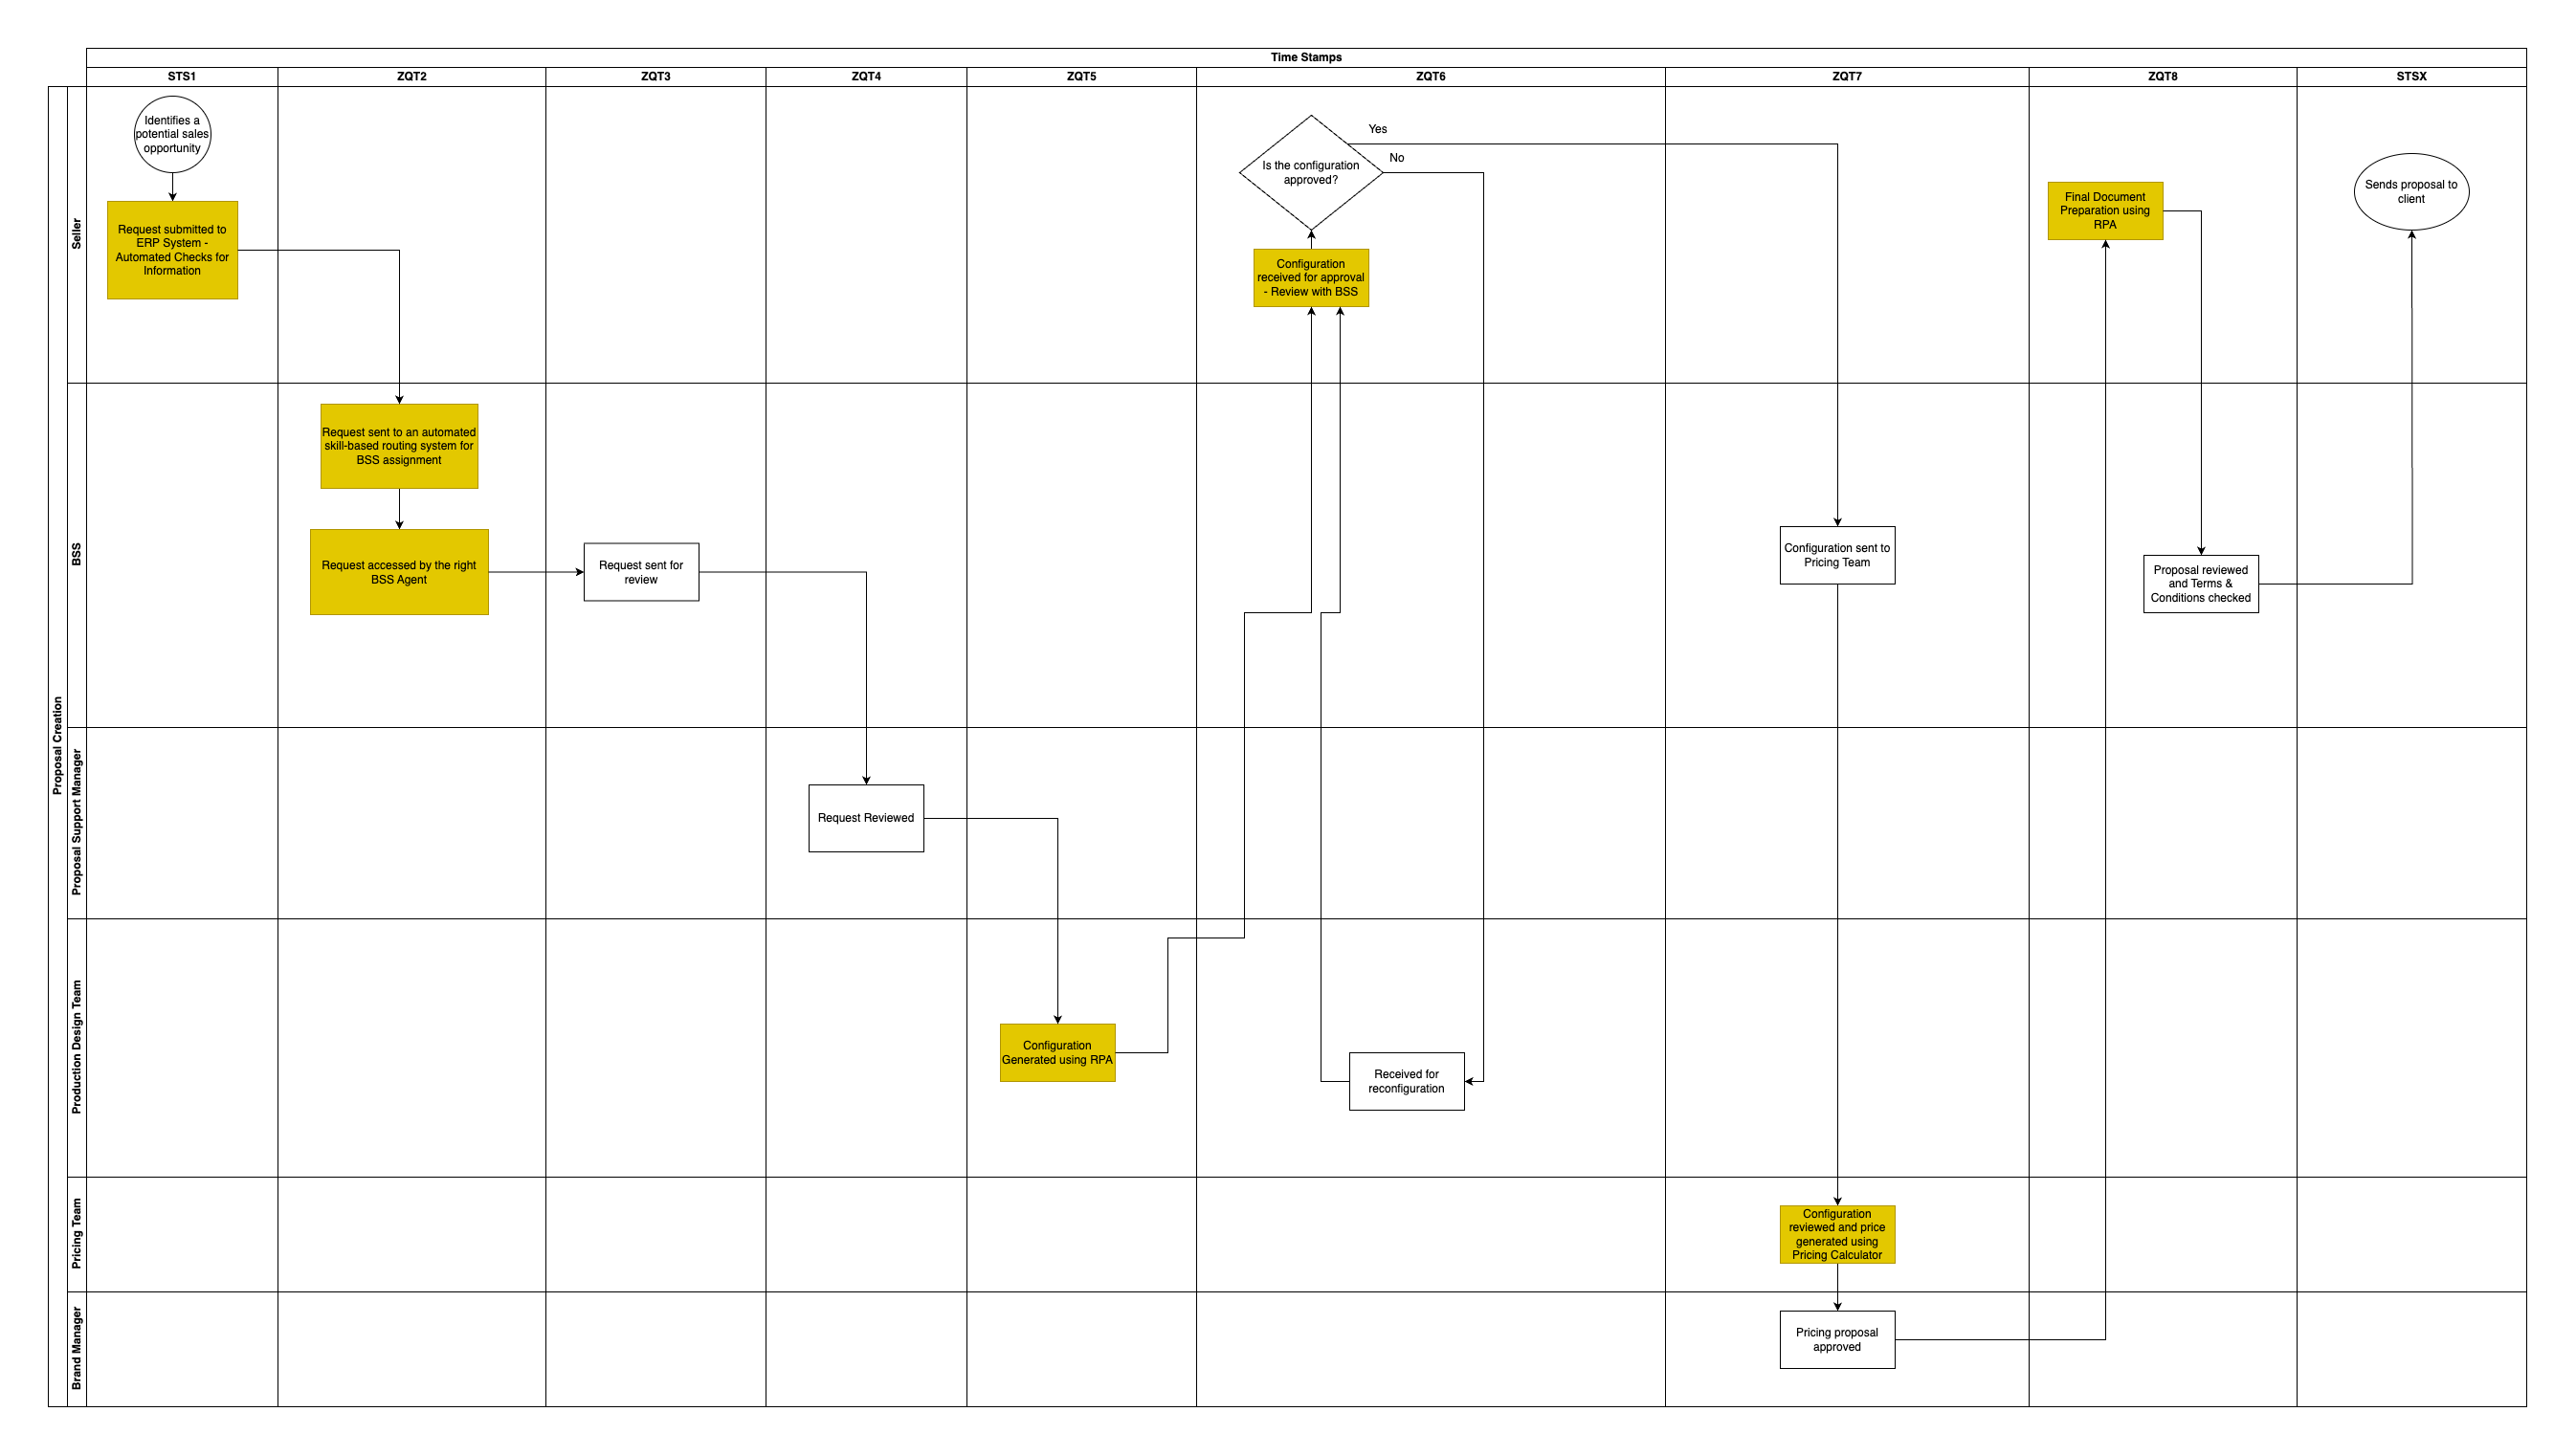 Time Stamps
STS1
ZQT2
ZQT3
ZQT4
ZQT5
ZQT6
ZQT7
ZQT8
STSX
Proposal Creation
Seller
Identifies a
potential sales
opportunity
Request submitted to
ERP System -
Automated Checks for
Information
Is the configuration
approved?
Yes
No
Configuration
received for approval
- Review with BSS
Final Document
Preparation using
RPA
Sends proposal to
client
BSS
Request sent to an automated
skill-based routing system for
BSS assignment
Request accessed by the right
BSS Agent
Request sent for
review
Configuration sent to
Pricing Team
Proposal reviewed
and Terms &
Conditions checked
Proposal Support Manager
Request Reviewed
Production Design Team
Configuration
Generated using RPA
Received for
reconfiguration
Pricing Team
Configuration
reviewed and price
generated using
Pricing Calculator
Brand Manager
Pricing proposal
approved